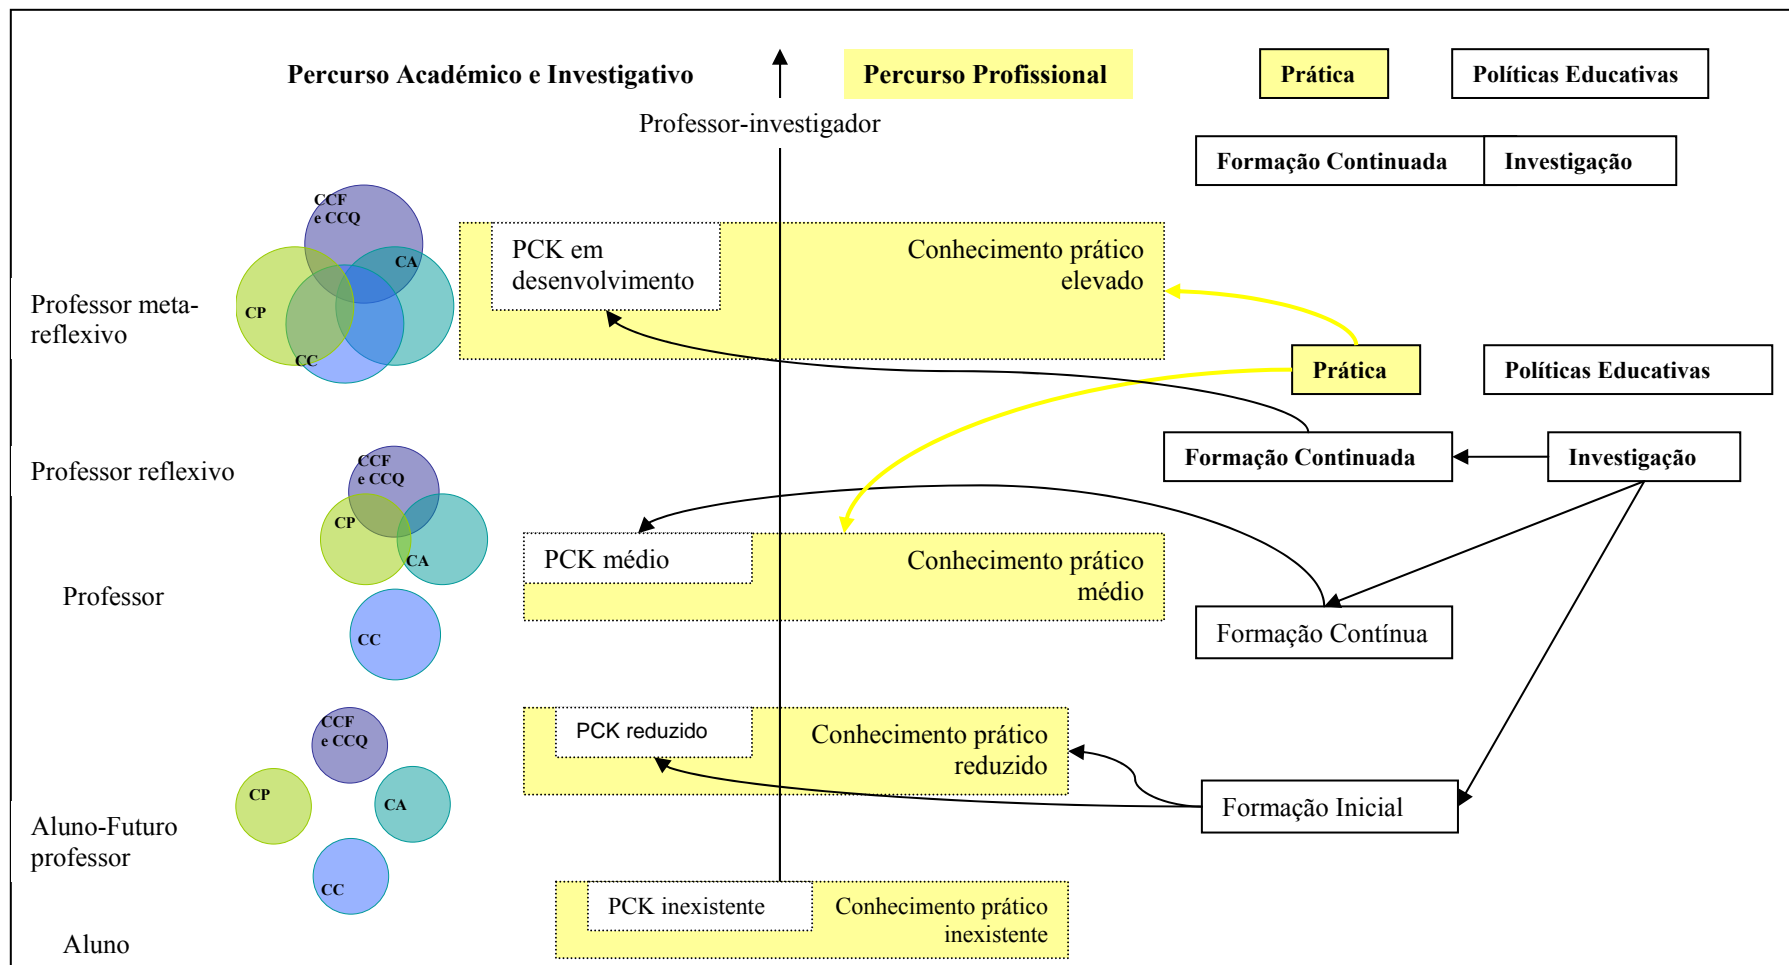 Percurso Académico e Investigativo
Percurso Profissional
Prática
Políticas Educativas
Professor-investigador
Formação Continuada
Investigação
CCF
e CCQ
CA
CP
CC
PCK em
desenvolvimento
Conhecimento prático
elevado
Professor meta-
reflexivo
Prática
Políticas Educativas
Professor reflexivo
CCF
e CCQ
CP
CA
CC
Formação Continuada
Investigação
PCK médio
Conhecimento prático
médio
Professor
Formação Contínua
CCF
e CCQ
CP
CA
CC
PCK reduzido
Conhecimento prático
reduzido
Formação Inicial
Aluno-Futuro
professor
PCK inexistente
Conhecimento prático
inexistente
Aluno